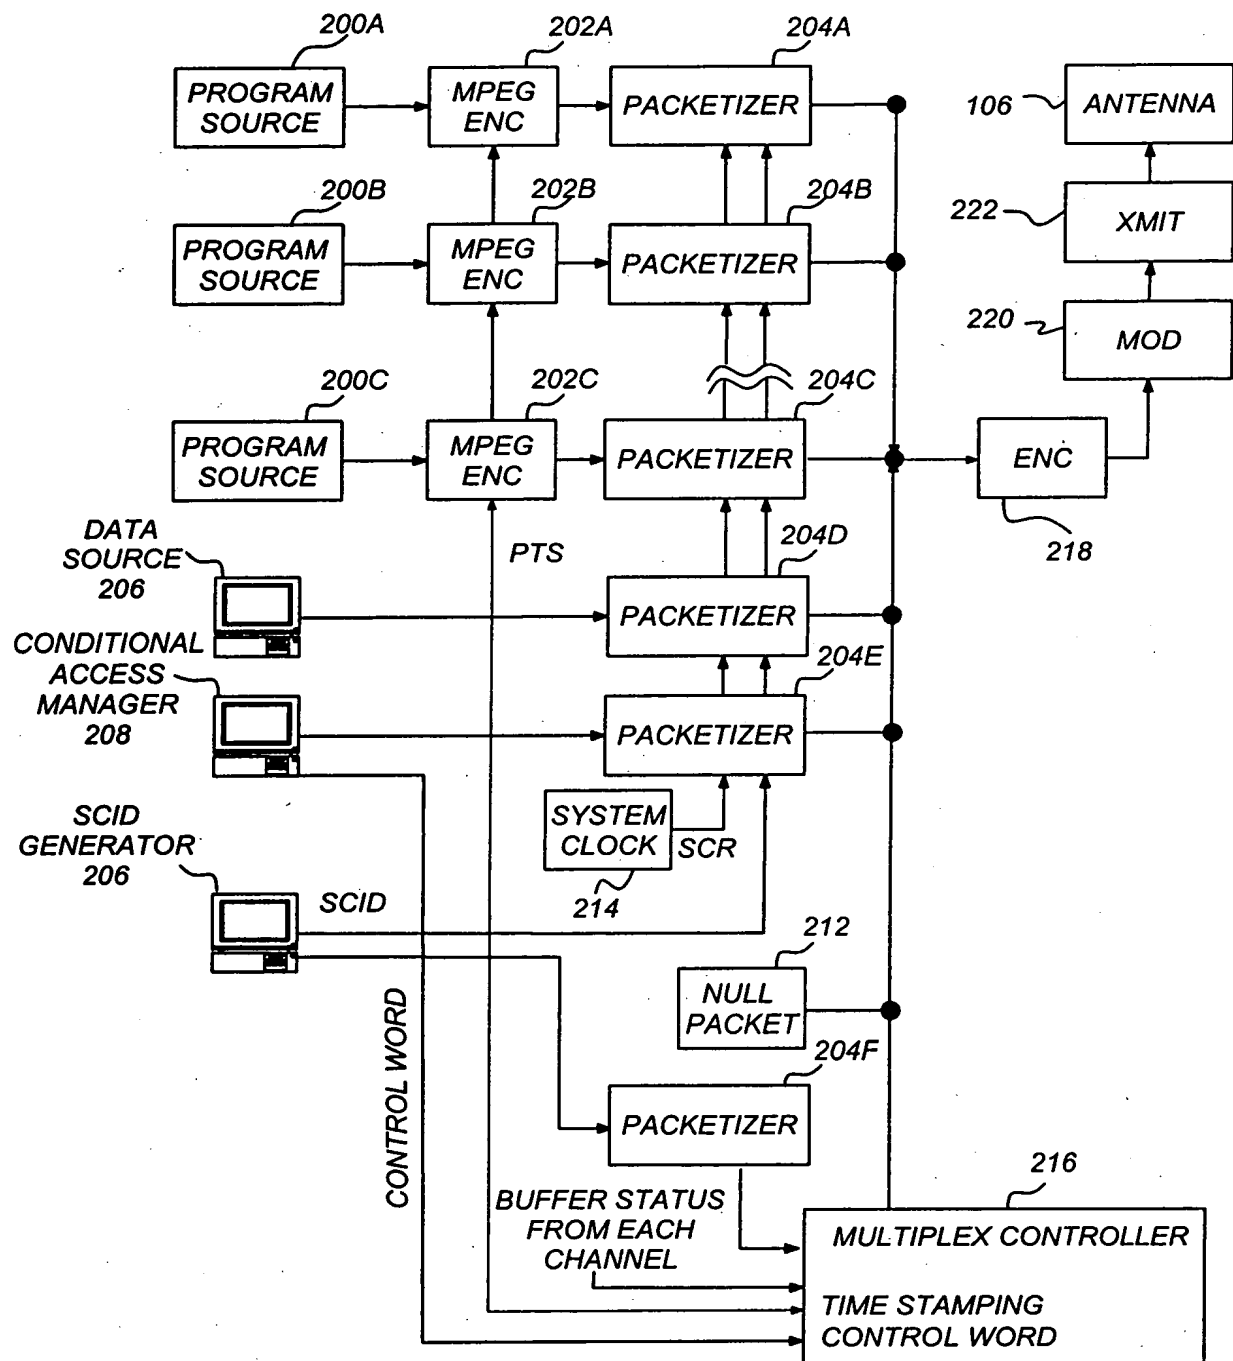 200A
202A
204A
PROGRAM
SOURCE
MPEG
ENC
PACKETIZER
106
ANTENNA
200B
202B
204B
222
XMIT
PROGRAM
SOURCE
MPEG
ENC
PACKETIZER
220
MOD
200C
202C
204C
PROGRAM
SOURCE
MPEG
ENC
PACKETIZER
ENC
218
DATA
SOURCE
206
PTS
204D
PACKETIZER
CONDITIONAL
ACCESS
MANAGER
208
204E
PACKETIZER
SYSTEM
CLOCK
SCR
214
SCID
GENERATOR
206
SCID
212
NULL
PACKET
CONTROL WORD
204F
PACKETIZER
BUFFER STATUS
FROM EACH
CHANNEL
216
MULTIPLEX CONTROLLER
TIME STAMPING
CONTROL WORD